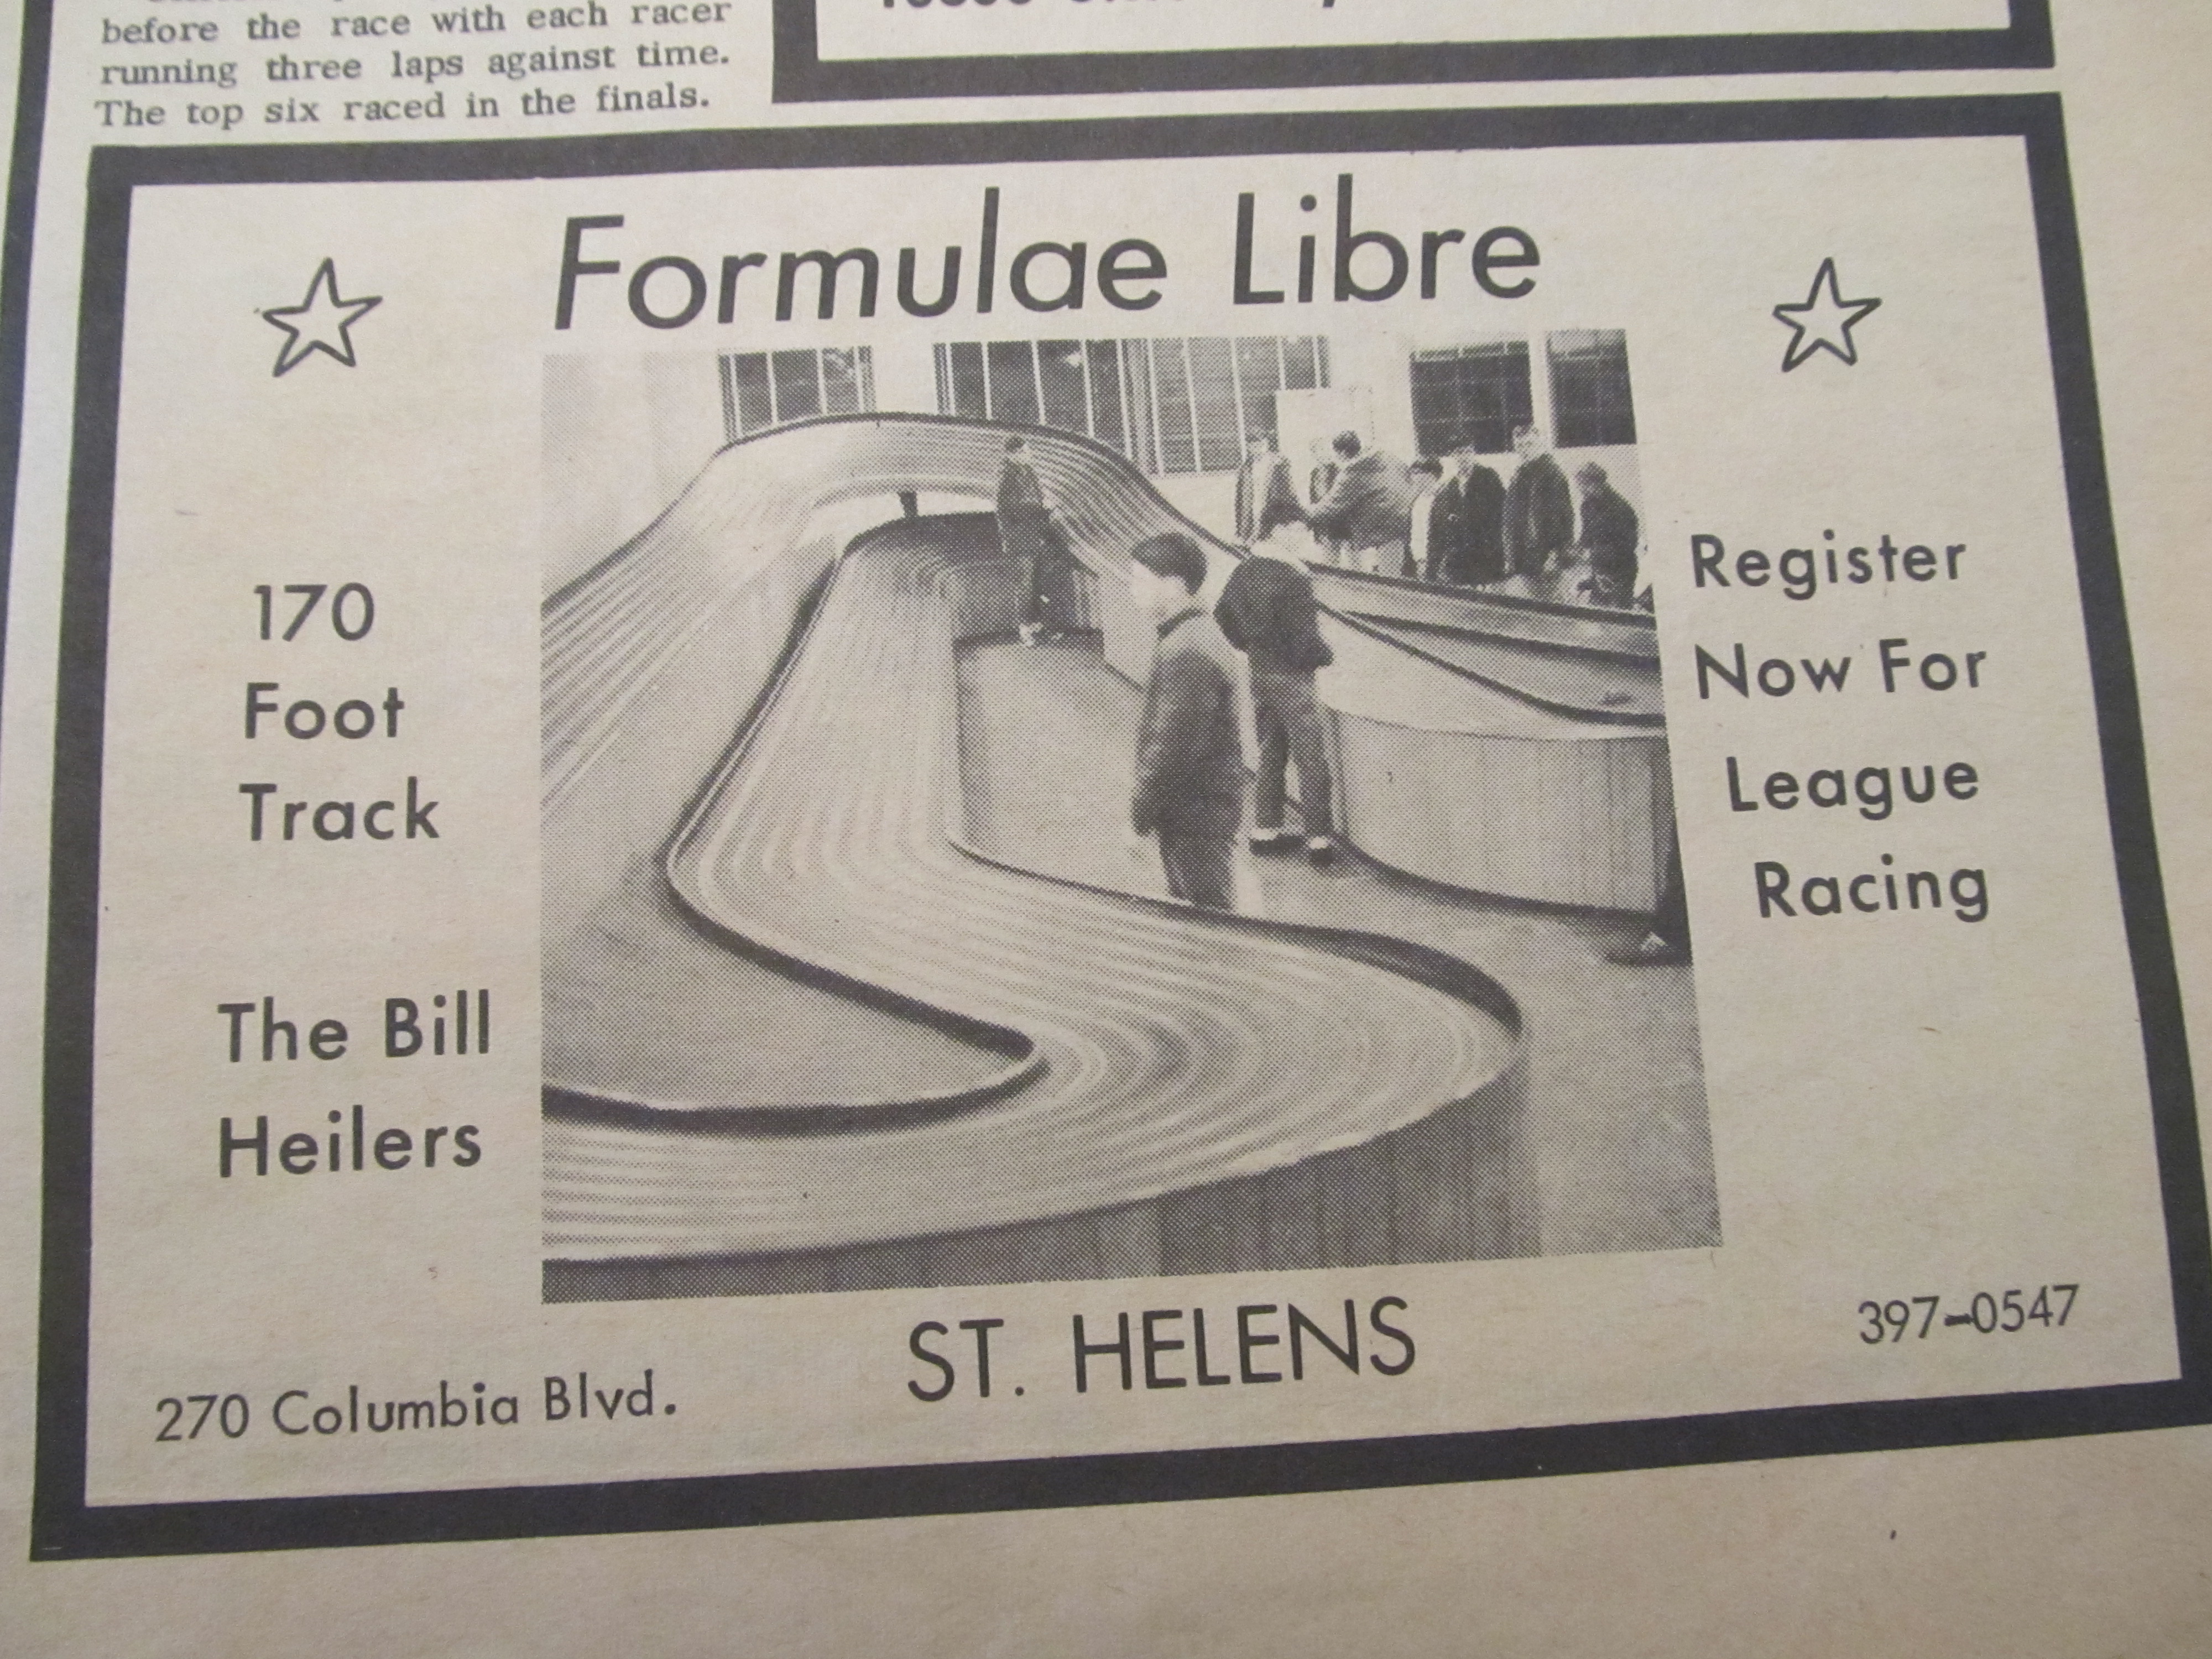 before the race with each racer
running three laps against time.
The top six raced in the finals.
Formulae Libre
170
Foot
Track
The Bill
Heilers
Register
Now For
League
Racing
ST. HELENS
397-0547
270 Columbia Blvd.